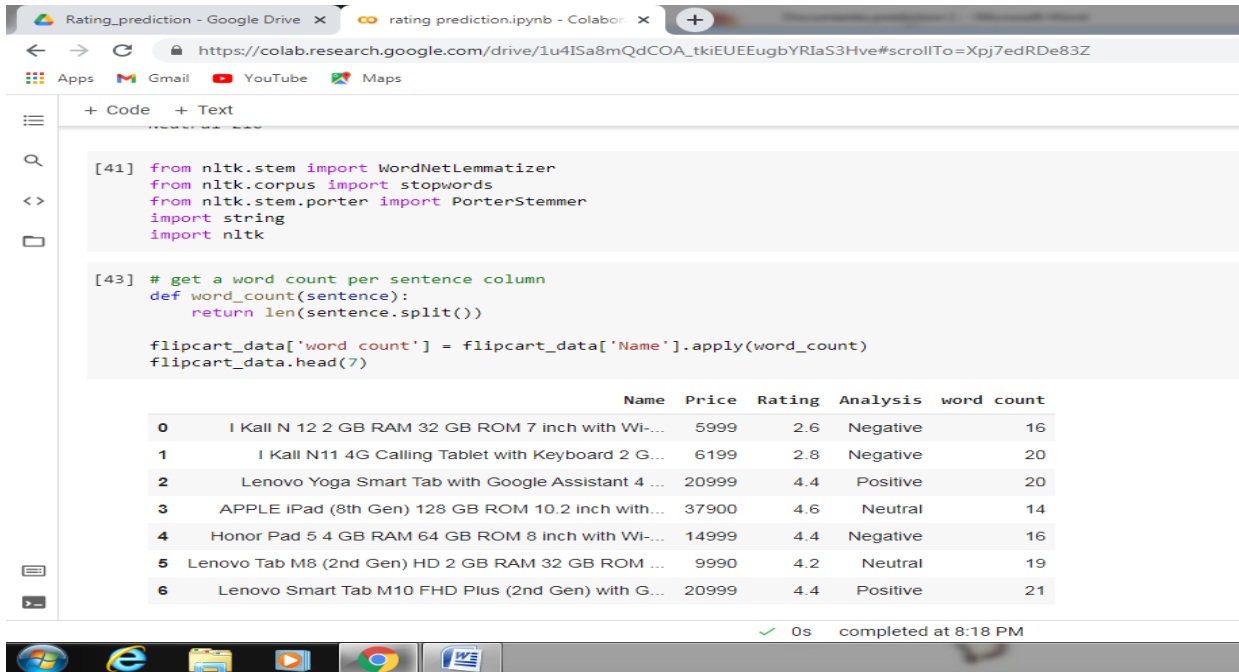 Rating_prediction - Google Drive
rating prediction.ipynb - Colabor
https://colab.research.google.com/drive/1u4ISa8mQdCOA_tkiEUEEugbYRIaS3Hve#scrollTo=Xpj7edRDe83Z
Apps Gmail YouTube Maps
+ Code + Text
[41] from nltk.stem import WordNetLemmatizer
from nltk.corpus import stopwords
from nltk.stem.porter import PorterStemmer
import string
import nltk
[43] # get a word count per sentence column
def word_count(sentence):
return len(sentence.split())
flipcart_data['word count'] = flipcart_data['Name'].apply(word_count)
flipcart_data.head(7)
Name Price Rating Analysis word count
0 I Kall N 12 2 GB RAM 32 GB ROM 7 inch with Wi-... 5999 2.6 Negative 16
1 I Kall N11 4G Calling Tablet with Keyboard 2 G... 6199 2.8 Negative 20
2 Lenovo Yoga Smart Tab with Google Assistant 4 ... 20999 4.4 Positive 20
3 APPLE iPad (8th Gen) 128 GB ROM 10.2 inch with... 37900 4.6 Neutral 14
4 Honor Pad 5 4 GB RAM 64 GB ROM 8 inch with Wi-... 14999 4.4 Negative 16
5 Lenovo Tab M8 (2nd Gen) HD 2 GB RAM 32 GB ROM ... 9990 4.2 Neutral 19
6 Lenovo Smart Tab M10 FHD Plus (2nd Gen) with G... 20999 4.4 Positive 21
✓ 0s completed at 8:18 PM